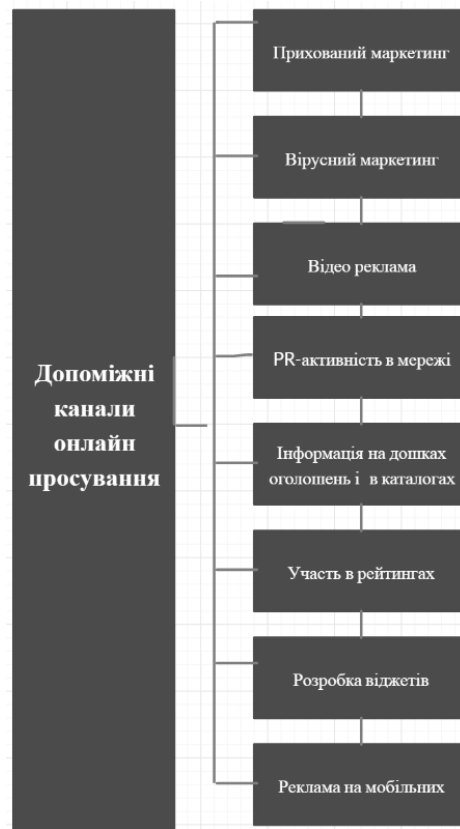 Допоміжні
канали
онлайн
просування
Прихований маркетинг
Вірусний маркетинг
Відео реклама
PR-активність в мережі
Інформація на дошках
оголошень і в каталогах
Участь в рейтингах
Розробка віджетів
Реклама на мобільних